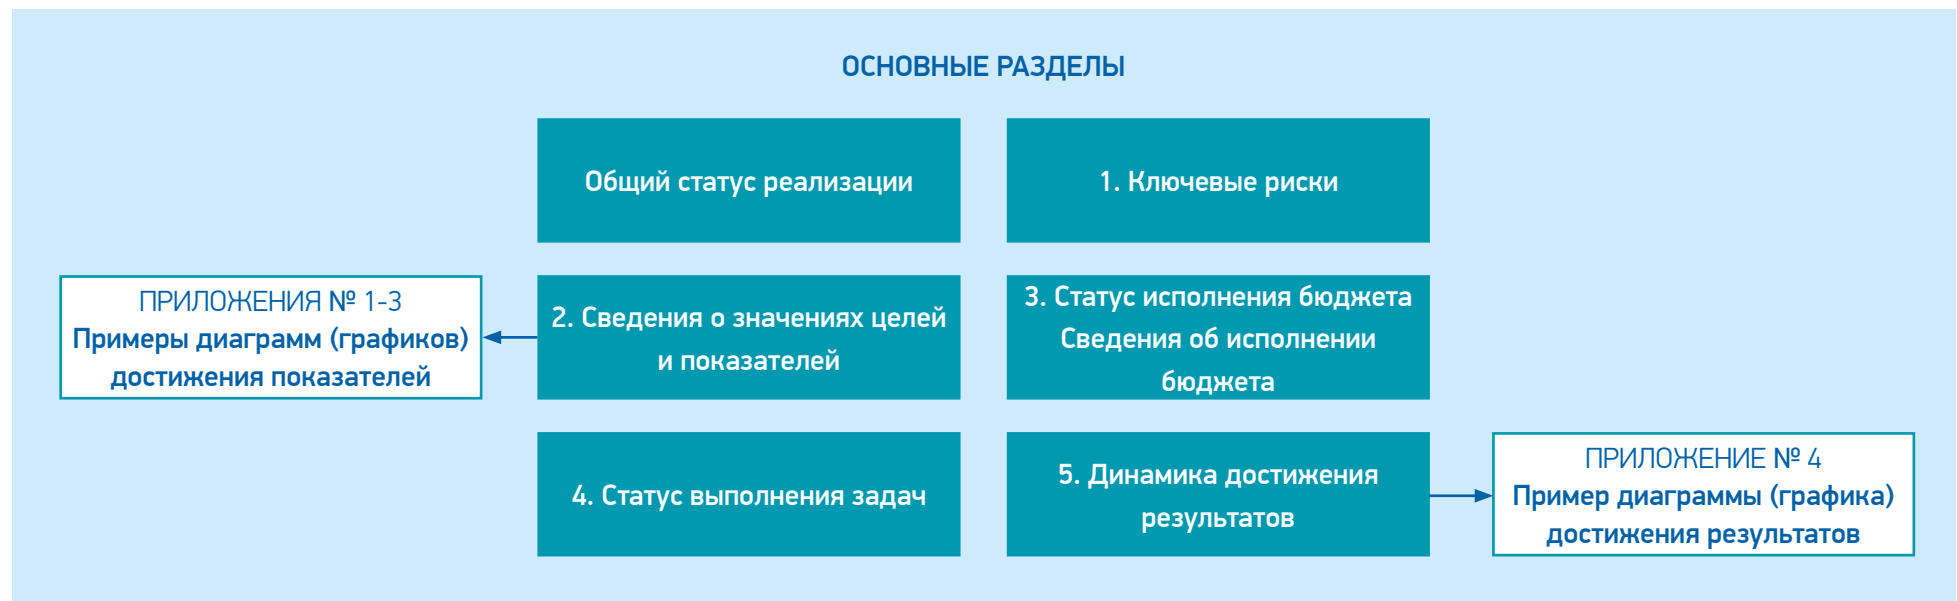 ОСНОВНЫЕ РАЗДЕЛЫ
Общий статус реализации
1. Ключевые риски
ПРИЛОЖЕНИЯ № 1-3
Примеры диаграмм (графиков)
достижения показателей
2. Сведения о значениях целей
и показателей
3. Статус исполнения бюджета
Сведения об исполнении
бюджета
4. Статус выполнения задач
5. Динамика достижения
результатов
ПРИЛОЖЕНИЕ № 4
Пример диаграммы (графика)
достижения результатов